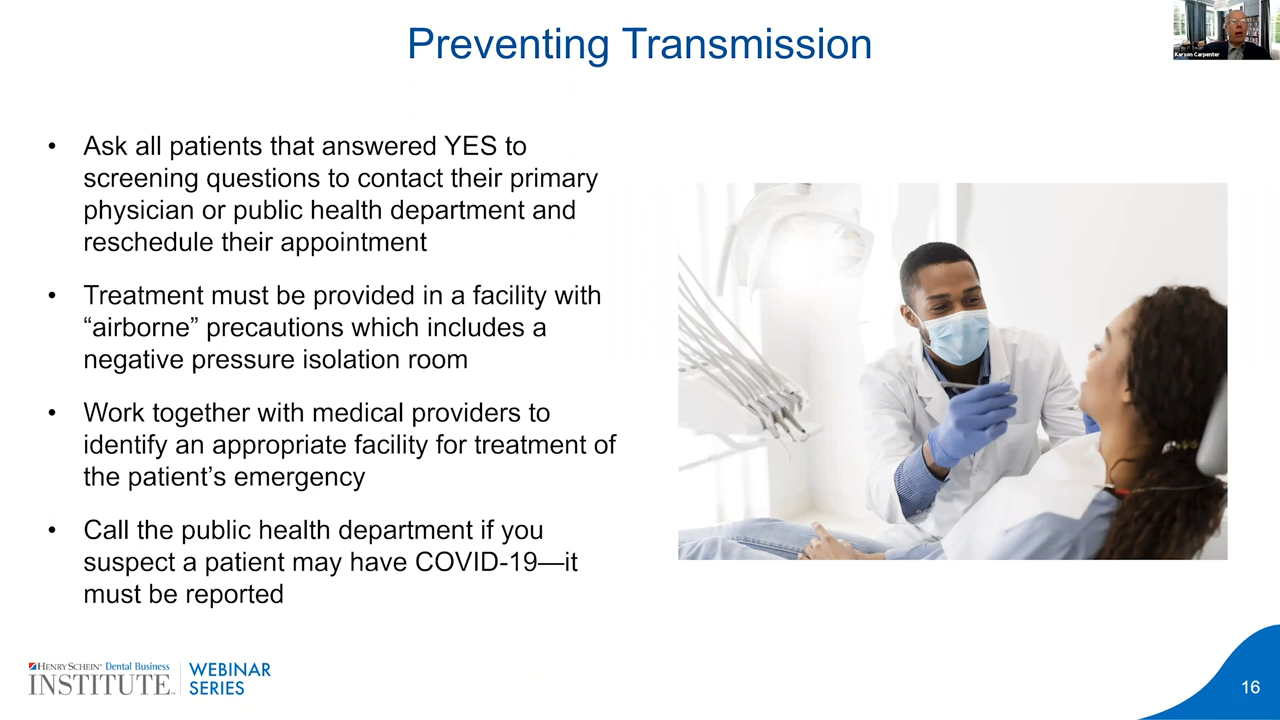 Preventing Transmission
Karson Carpenter
• Ask all patients that answered YES to
screening questions to contact their primary
physician or public health department and
reschedule their appointment
• Treatment must be provided in a facility with
“airborne” precautions which includes a
negative pressure isolation room
• Work together with medical providers to
identify an appropriate facility for treatment of
the patient’s emergency
• Call the public health department if you
suspect a patient may have COVID-19—it
must be reported
HENRY SCHEIN® Dental Business
INSTITUTE™
WEBINAR
SERIES
16